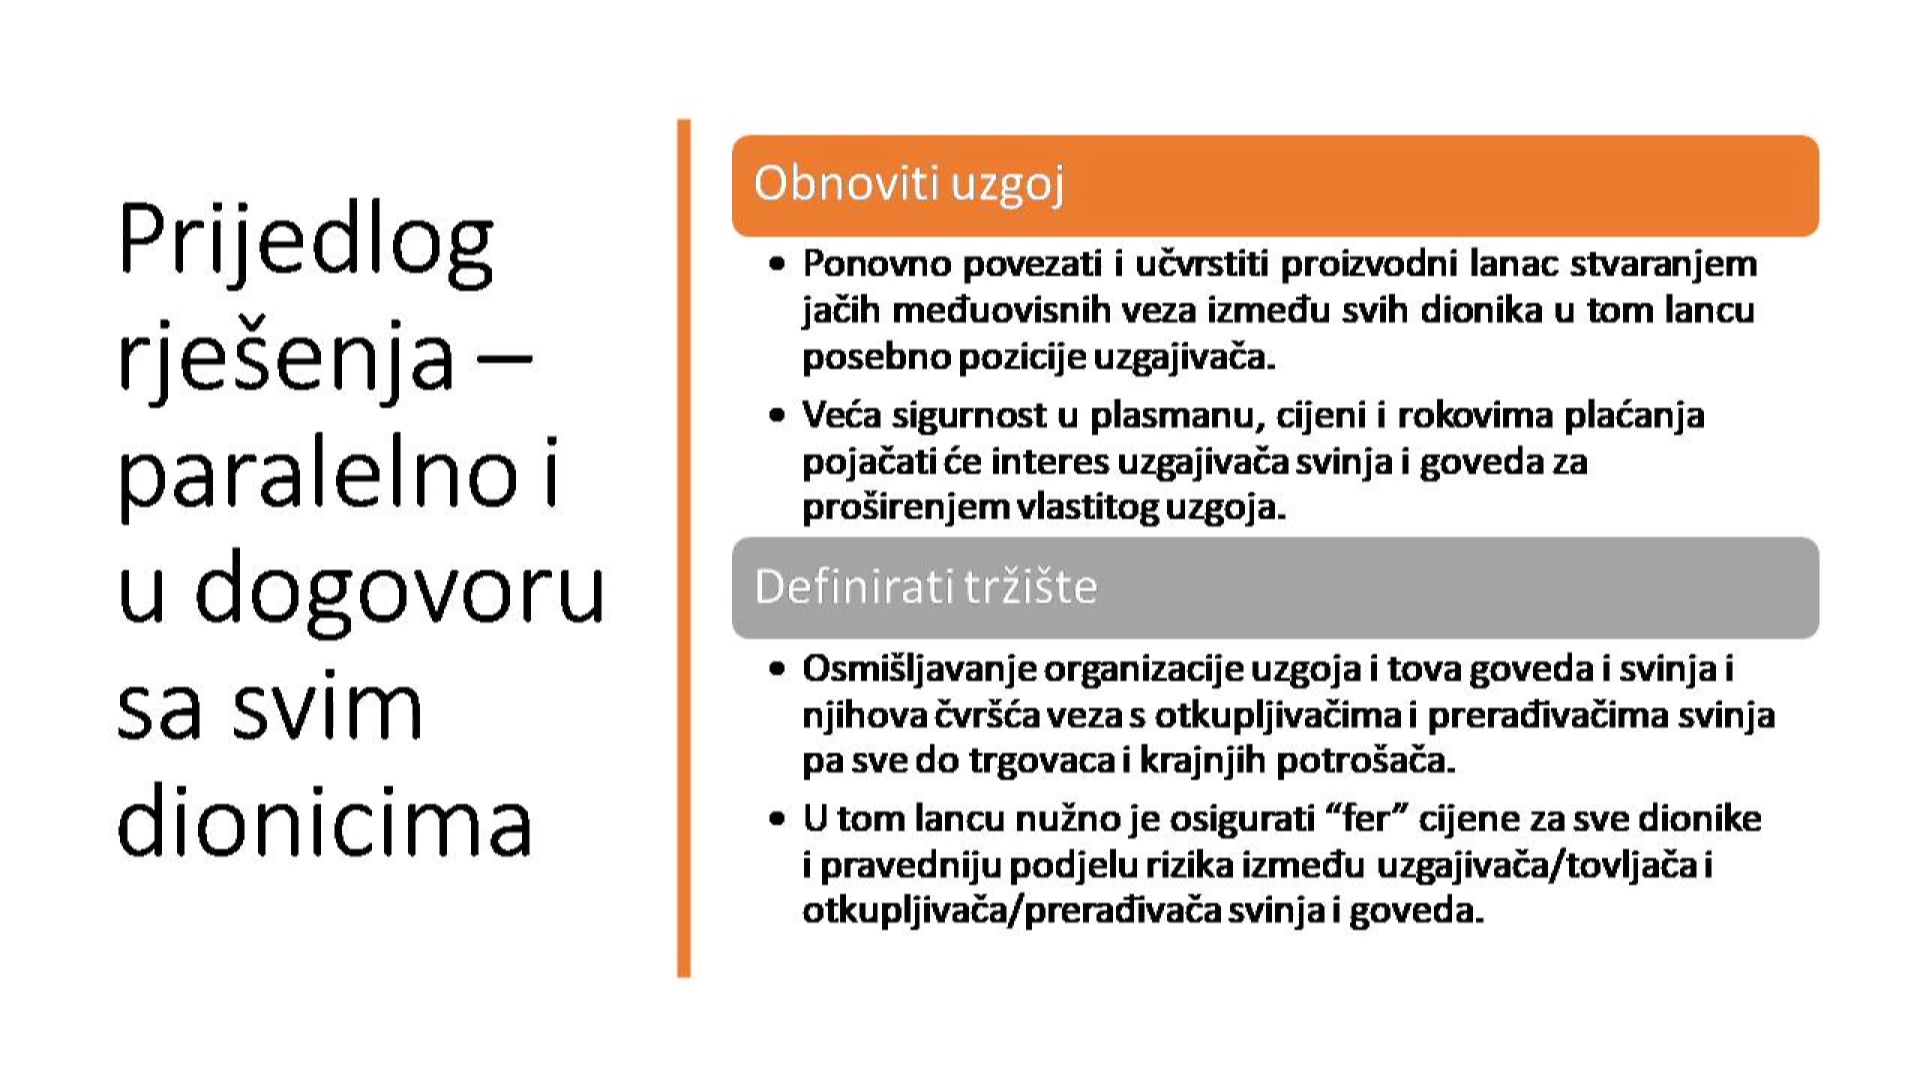 Prijedlog
rješenja –
paralelno i
u dogovoru
sa svim
dionicima
Obnoviti uzgoj
• Ponovno povezati i učvrstiti proizvodni lanac stvaranjem
jačih međuovisnih veza između svih dionika u tom lancu
posebno pozicije uzgajivača.
• Veća sigurnost u plasmanu, cijeni i rokovima plaćanja
pojačati će interes uzgajivača svinja i goveda za
proširenjem vlastitog uzgoja.
Definirati tržište
• Osmišljavanje organizacije uzgoja i tova goveda i svinja i
njihova čvršća veza s otkupljivačima i prerađivačima svinja
pa sve do trgovaca i krajnjih potrošača.
• U tom lancu nužno je osigurati “fer” cijene za sve dionike
i pravedniju podjelu rizika između uzgajivača/tovljača i
otkupljivača/prerađivača svinja i goveda.